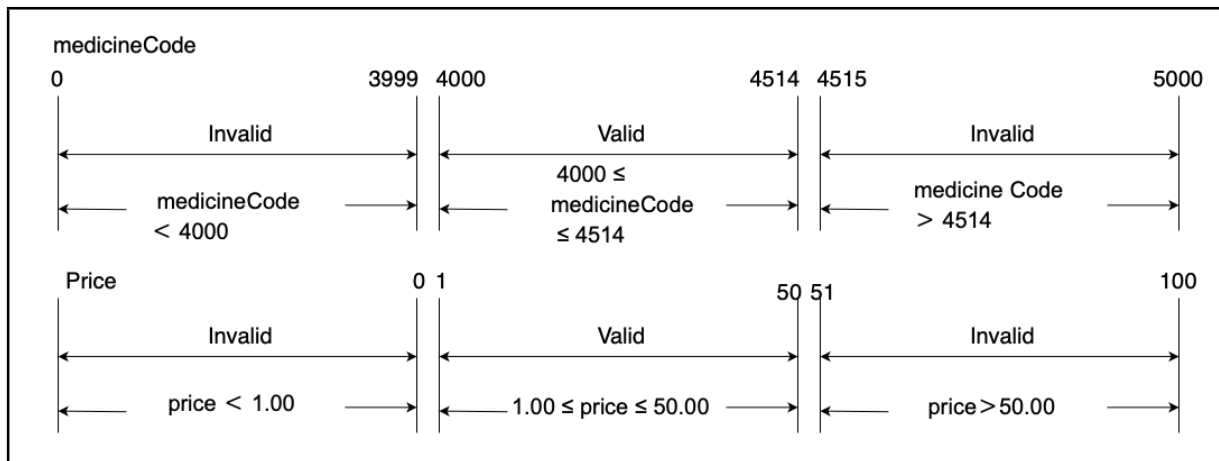 medicineCode
0 3999 4000 4514 4515 5000
Invalid Valid Invalid
medicineCode
< 4000
4000 ≤
medicineCode
≤ 4514
medicine Code
> 4514
Price 0 1 50 51 100
Invalid Valid Invalid
price < 1.00 1.00 ≤ price ≤ 50.00 price > 50.00